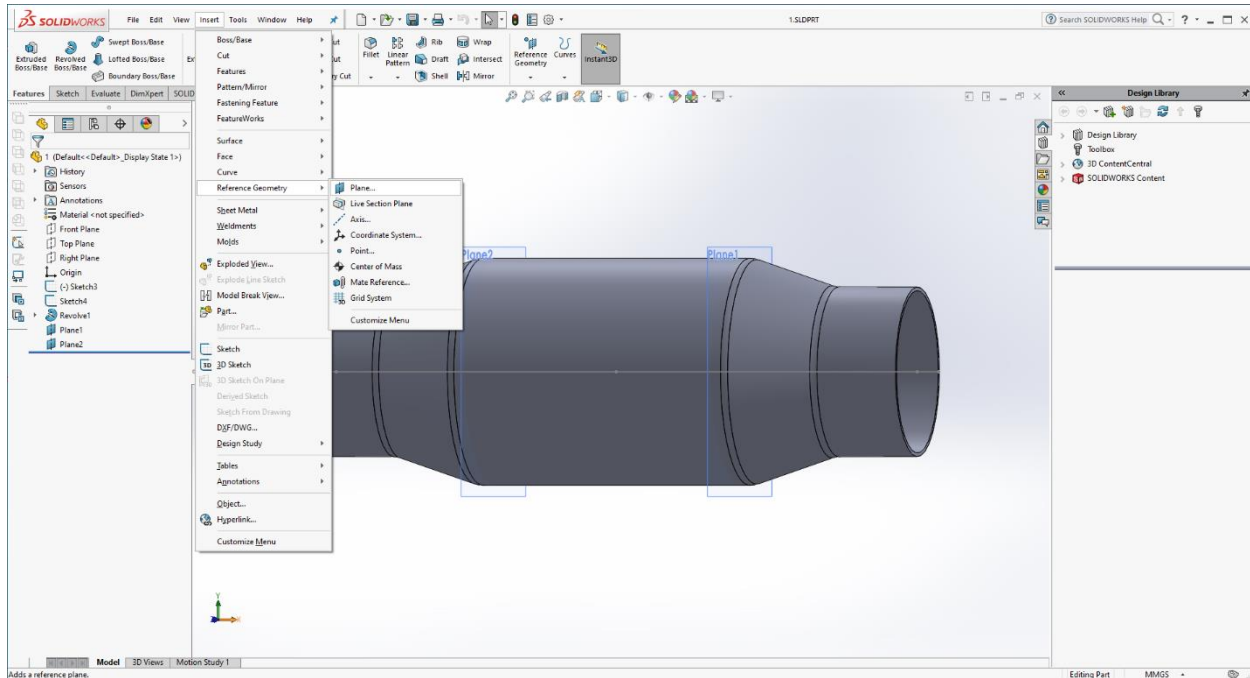 SOLIDWORKS File Edit View Insert Tools Window Help
1.SLDPRT
Search SOLIDWORKS Help
Extruded Boss/Base
Revolved Boss/Base
Swept Boss/Base
Lofted Boss/Base
Boundary Boss/Base
Fillet
Linear Pattern
Rib
Draft
Shell
Wrap
Intersect
Mirror
Reference Geometry
Curves
Instant3D
Features Sketch Evaluate DimXpert SOLID
1 (Default<<Default>_Display State 1>)
History
Sensors
Annotations
Material <not specified>
Front Plane
Top Plane
Right Plane
Origin
(-) Sketch3
Sketch4
Revolve1
Plane1
Plane2
Boss/Base
Cut
Features
Pattern/Mirror
Fastening Feature
FeatureWorks
Surface
Face
Curve
Reference Geometry
Sheet Metal
Weldments
Molds
Exploded View...
Explode Line Sketch
Model Break View...
Part...
Mirror Part...
Sketch
3D Sketch
3D Sketch On Plane
Derived Sketch
Sketch From Drawing
DXF/DWG...
Design Study
Tables
Annotations
Object...
Hyperlink...
Customize Menu
Plane...
Live Section Plane
Axis...
Coordinate System...
Point...
Center of Mass
Mate Reference...
Grid System
Customize Menu
Plane2
Plane1
Design Library
Design Library
Toolbox
3D ContentCentral
SOLIDWORKS Content
Y
Model 3D Views Motion Study 1
Adds a reference plane.
Editing Part MMGS